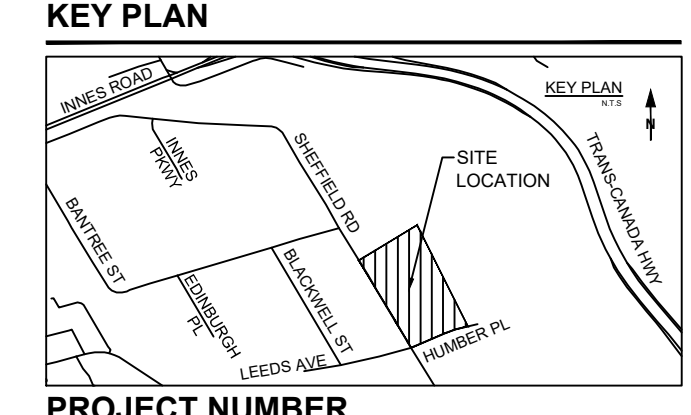 KEY PLAN
INNES ROAD
KEY PLAN
N.T.S
N
INNES
PKWY
SHEFFIELD RD
SITE
LOCATION
TRANS-CANADA HWY
BANTREE ST
EDINBURGH
PL
BLACKWELL ST
LEEDS AVE
HUMBER PL
PROJECT NUMBER